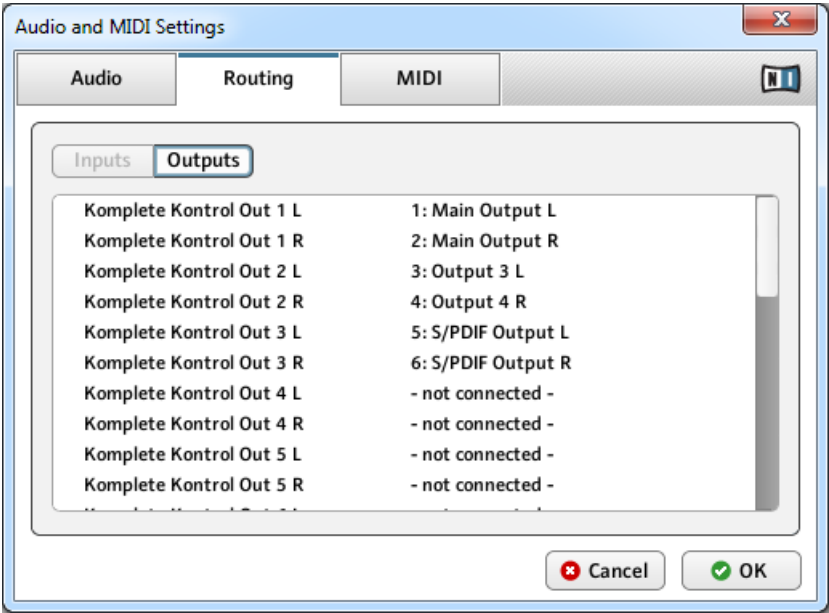 Audio and MIDI Settings
Audio Routing MIDI
NI
Inputs Outputs
Komplete Kontrol Out 1 L 1: Main Output L
Komplete Kontrol Out 1 R 2: Main Output R
Komplete Kontrol Out 2 L 3: Output 3 L
Komplete Kontrol Out 2 R 4: Output 4 R
Komplete Kontrol Out 3 L 5: S/PDIF Output L
Komplete Kontrol Out 3 R 6: S/PDIF Output R
Komplete Kontrol Out 4 L - not connected -
Komplete Kontrol Out 4 R - not connected -
Komplete Kontrol Out 5 L - not connected -
Komplete Kontrol Out 5 R - not connected -
Cancel OK